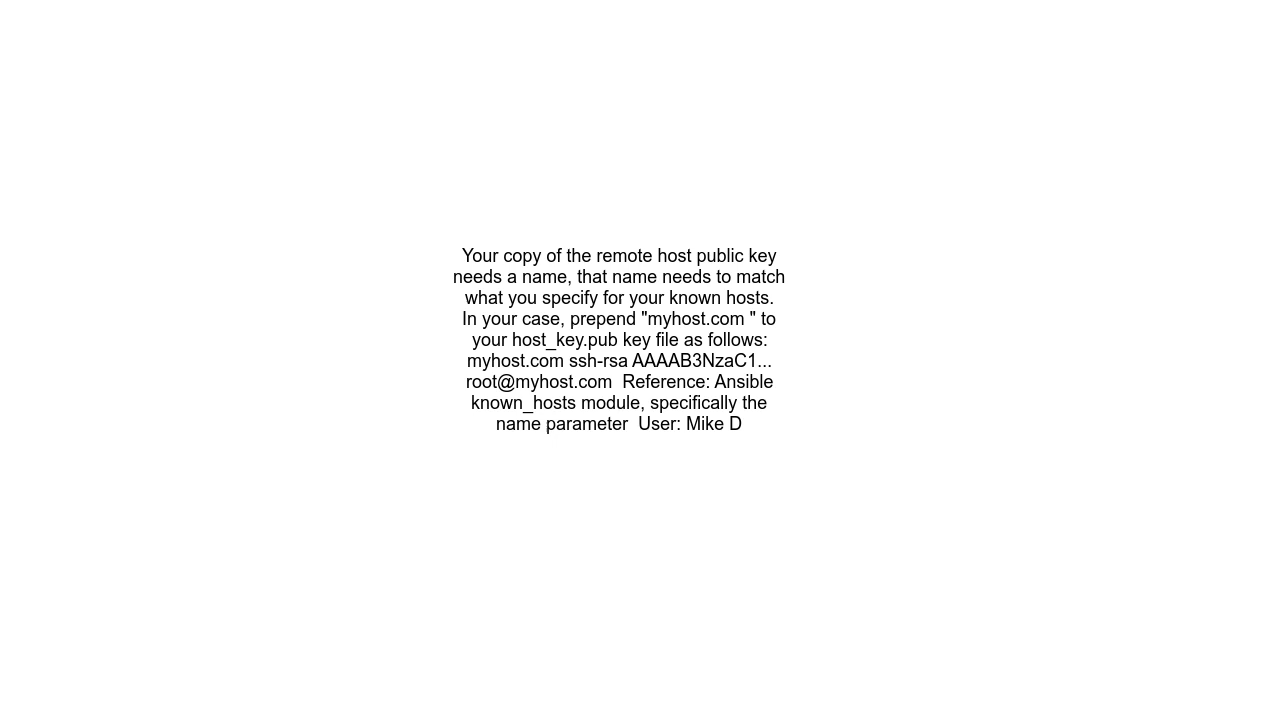 Your copy of the remote host public key
needs a name, that name needs to match
what you specify for your known hosts.
In your case, prepend "myhost.com " to
your host_key.pub key file as follows:
myhost.com ssh-rsa AAAAB3NzaC1...
root@myhost.com  Reference: Ansible
known_hosts module, specifically the
name parameter  User: Mike D